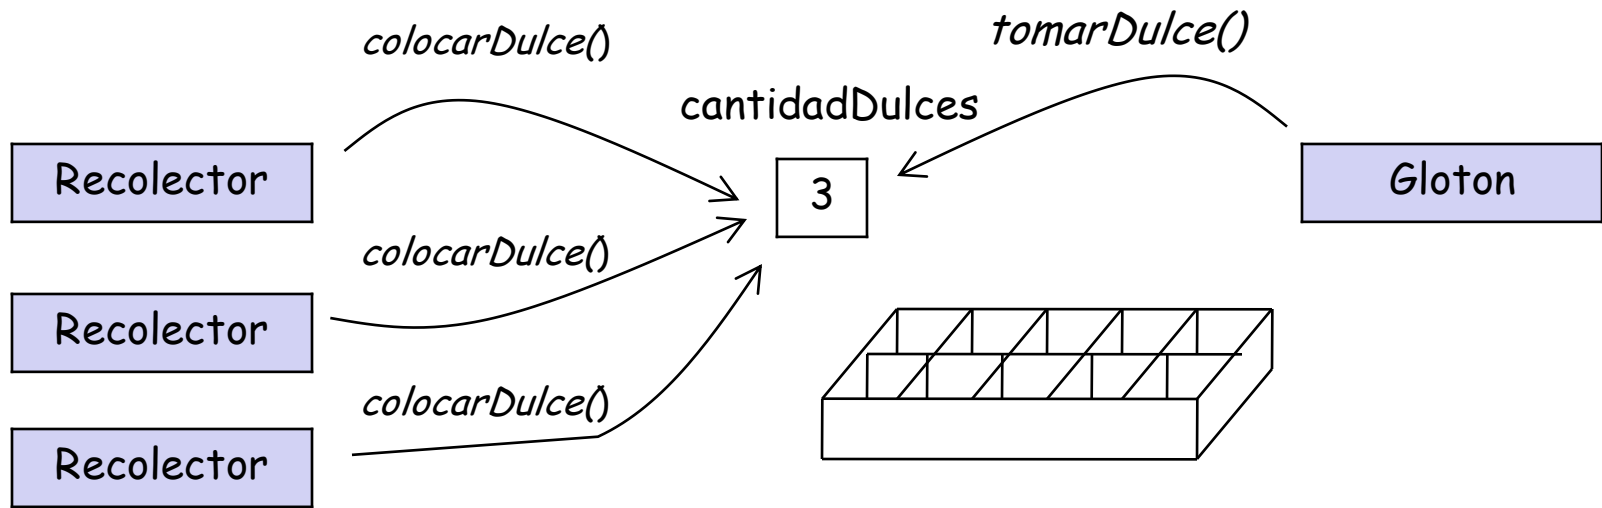 colocarDulce()
tomarDulce()
cantidadDulces
Recolector
3
Gloton
colocarDulce()
Recolector
colocarDulce()
Recolector